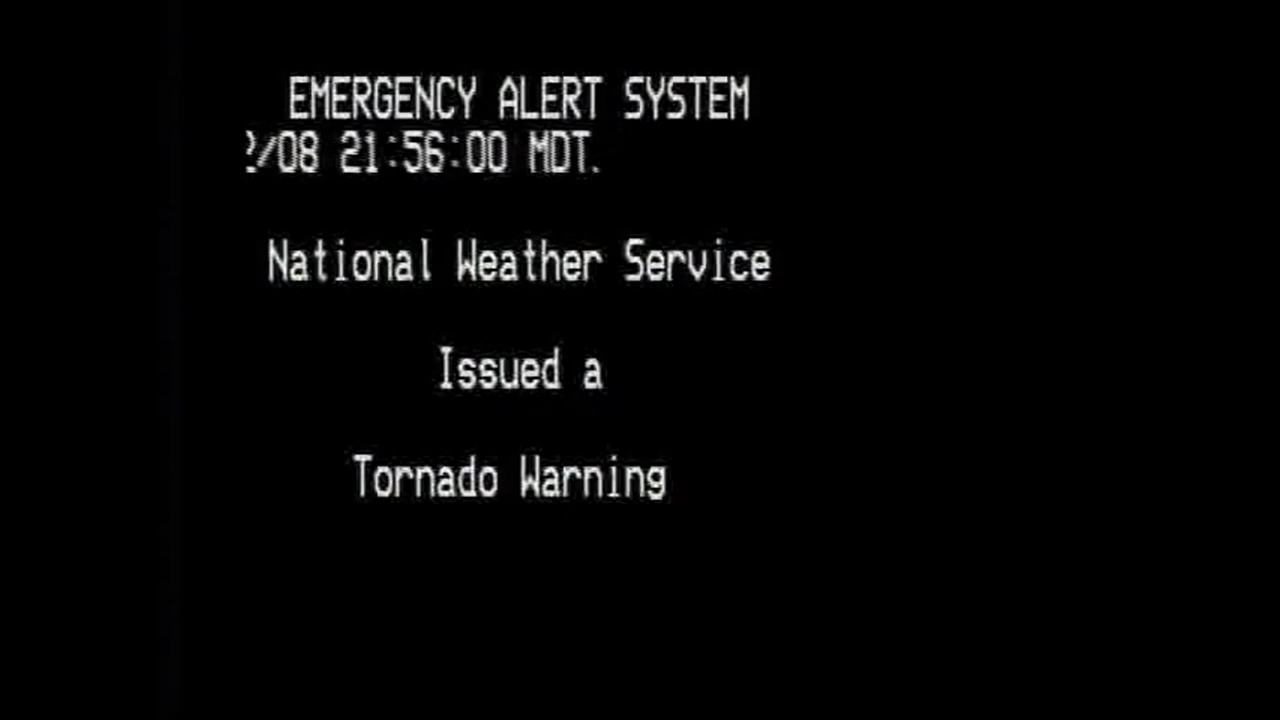 EMERGENCY ALERT SYSTEM
/08 21:56:00 MDT.
National Weather Service
Issued a
Tornado Warning